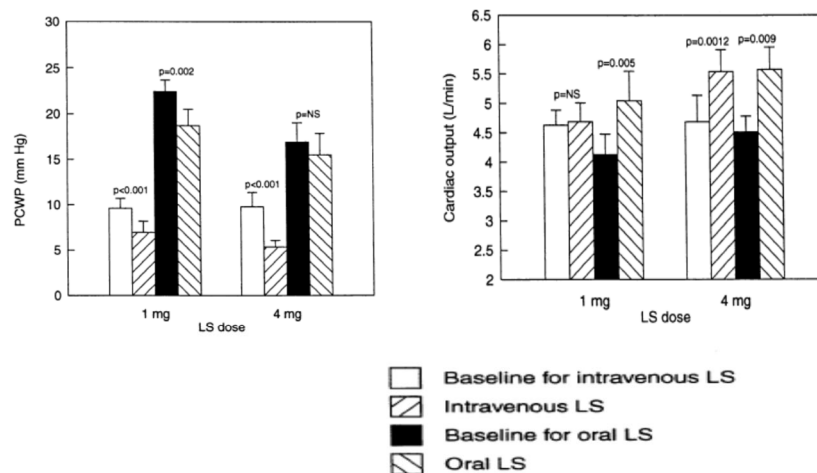 30
25
20
15
10
5
0
PCWP (mm Hg)
p<0.001
p=0.002
p<0.001
p=NS
1 mg
4 mg
LS dose
6.5
6
5.5
5
4.5
4
3.5
3
2.5
2
Cardiac output (L/min)
p=NS
p=0.005
p=0.0012
p=0.009
1 mg
4 mg
LS dose
Baseline for intravenous LS
Intravenous LS
Baseline for oral LS
Oral LS